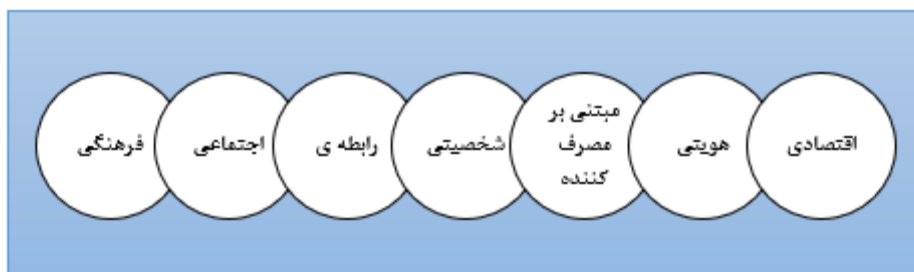 اقتصادی
هویتی
مبتنی بر
مصرف
کننده
شخصیتی
رابطه ی
اجتماعی
فرهنگی